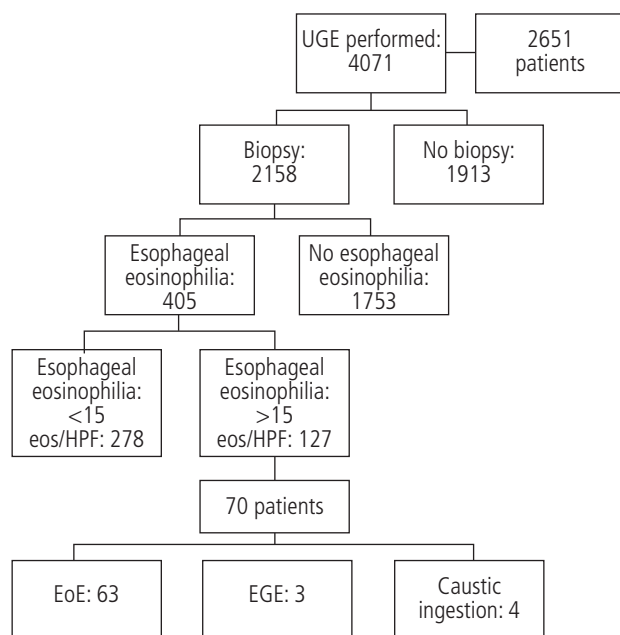 UGE performed:
4071
2651
patients
Biopsy:
2158
No biopsy:
1913
Esophageal
eosinophilia:
405
No esophageal
eosinophilia:
1753
Esophageal
eosinophilia:
<15
eos/HPF: 278
Esophageal
eosinophilia:
>15
eos/HPF: 127
70 patients
EoE: 63
EGE: 3
Caustic
ingestion: 4